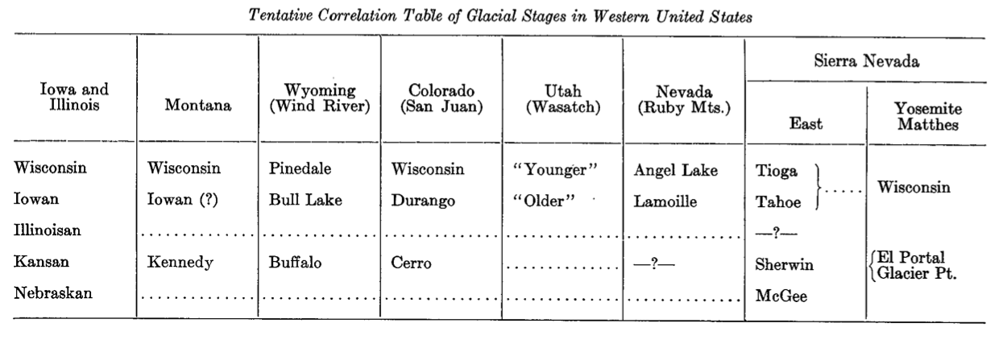 Tentative Correlation Table of Glacial Stages in Western United States
Sierra Nevada
Iowa and
Illinois
Montana
Wyoming
(Wind River)
Colorado
(San Juan)
Utah
(Wasatch)
Nevada
(Ruby Mts.)
East
Yosemite
Matthes
Wisconsin Wisconsin Pinedale Wisconsin "Younger" Angel Lake Tioga
Wisconsin
Iowan Iowan (?) Bull Lake Durango "Older" Lamoille Tahoe
Illinoisan .............. .............. .............. .............. .............. —?—
Kansan Kennedy Buffalo Cerro .............. —?— Sherwin
El Portal
Glacier Pt.
Nebraskan .............. .............. .............. .............. .............. McGee